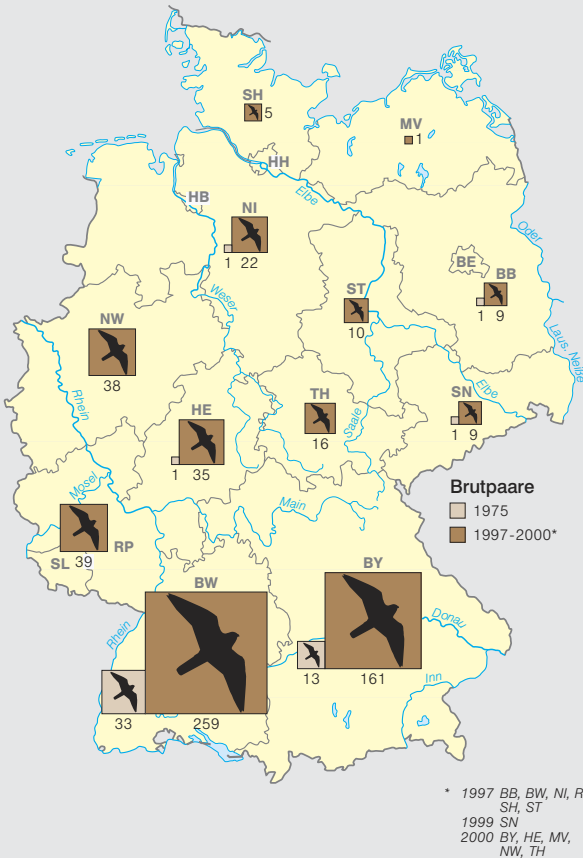 SH
5
MV
1
HH
Elbe
HB
NI
1 22
Oder
BE
BB
1 9
ST
10
Weser
NW
38
Laus. Neiße
Rhein
HE
1 35
TH
16
Saale
SN
1 9
Elbe
Mosel
Main
Brutpaare
1975
1997-2000*
RP
SL
39
BW
33 259
Rhein
BY
13 161
Donau
Inn
* 1997 BB, BW, NI, R
SH, ST
1999 SN
2000 BY, HE, MV,
NW, TH